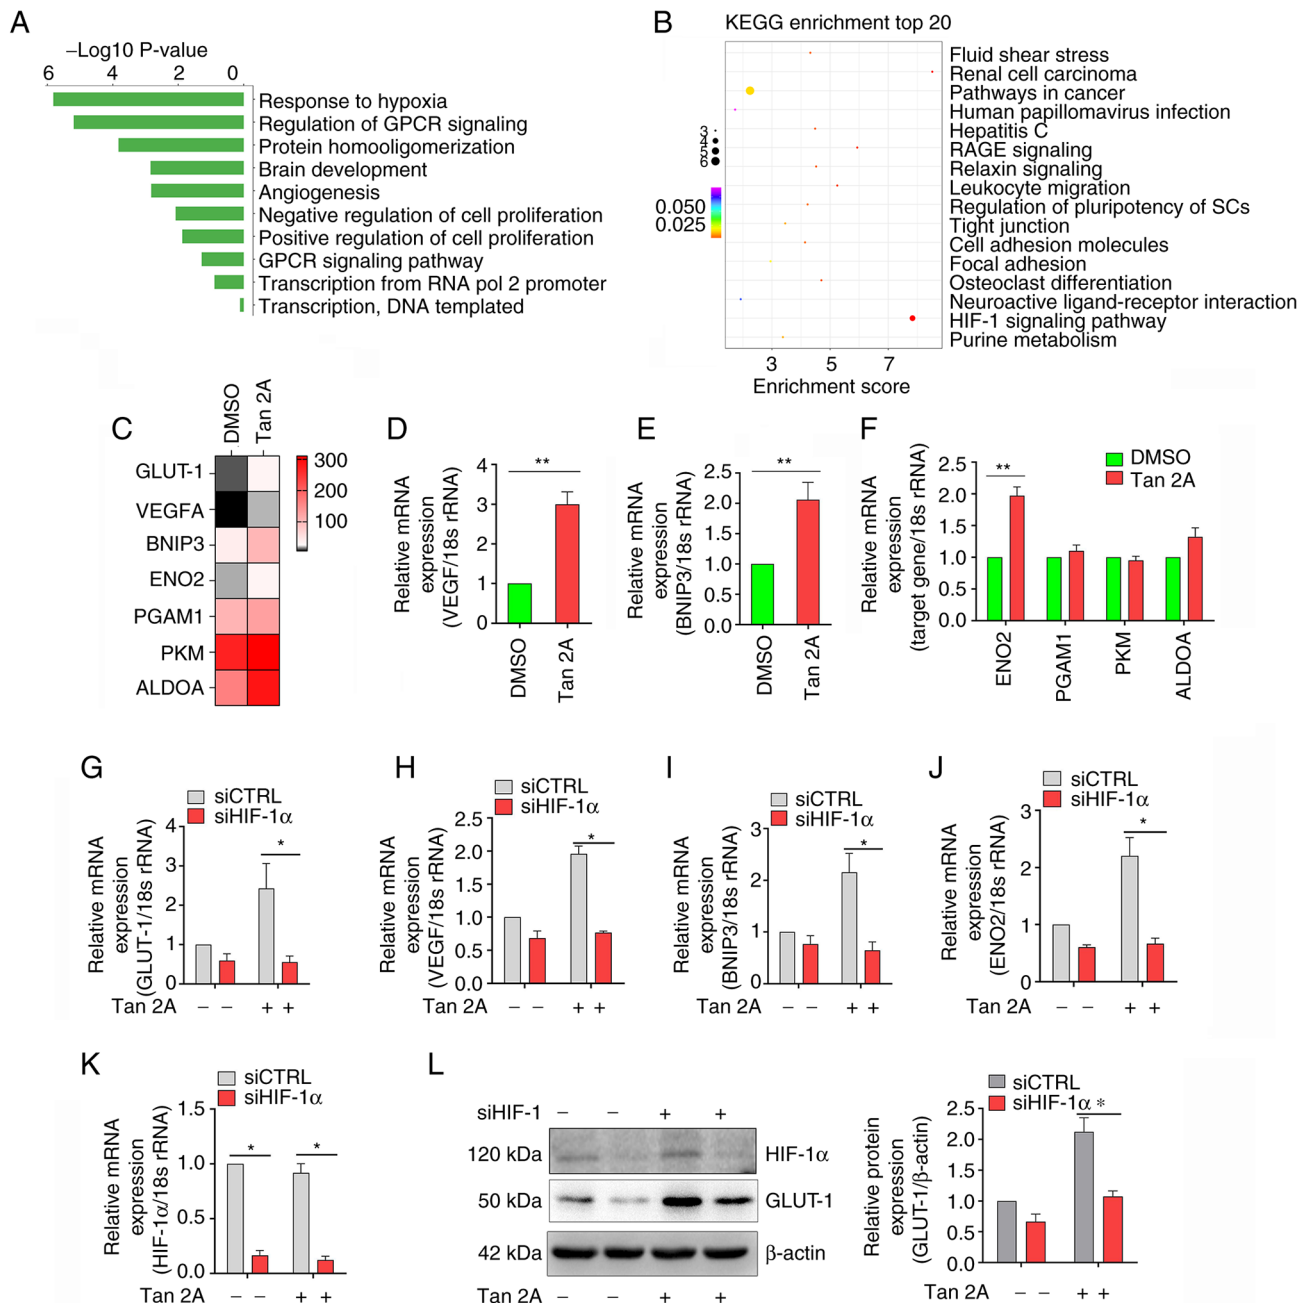 A
−Log10 P-value
6 4 2 0
Response to hypoxia
Regulation of GPCR signaling
Protein homooligomerization
Brain development
Angiogenesis
Negative regulation of cell proliferation
Positive regulation of cell proliferation
GPCR signaling pathway
Transcription from RNA pol 2 promoter
Transcription, DNA templated
B
KEGG enrichment top 20
Fluid shear stress
Renal cell carcinoma
Pathways in cancer
Human papillomavirus infection
Hepatitis C
RAGE signaling
Relaxin signaling
Leukocyte migration
Regulation of pluripotency of SCs
Tight junction
Cell adhesion molecules
Focal adhesion
Osteoclast differentiation
Neuroactive ligand-receptor interaction
HIF-1 signaling pathway
Purine metabolism
3
4
5
6
0.050
0.025
3 5 7
Enrichment score
C
DMSO
Tan 2A
GLUT-1
VEGFA
BNIP3
ENO2
PGAM1
PKM
ALDOA
300
200
100
D
Relative mRNA
expression
(VEGF/18s rRNA)
4
3
2
1
0
**
DMSO
Tan 2A
E
Relative mRNA
expression
(BNIP3/18s rRNA)
2.5
2.0
1.5
1.0
0.5
0.0
**
DMSO
Tan 2A
F
Relative mRNA
expression
(target gene/18s rRNA)
2.5
2.0
1.5
1.0
0.5
0.0
**
DMSO
Tan 2A
ENO2
PGAM1
PKM
ALDOA
G
siCTRL
siHIF-1α
Relative mRNA
expression
(GLUT-1/18s rRNA)
4
3
2
1
0
*
Tan 2A − − + +
H
siCTRL
siHIF-1α
Relative mRNA
expression
(VEGF/18s rRNA)
2.5
2.0
1.5
1.0
0.5
0.0
*
Tan 2A − − + +
I
siCTRL
siHIF-1α
Relative mRNA
expression
(BNIP3/18s rRNA)
3
2
1
0
*
Tan 2A − − + +
J
siCTRL
siHIF-1α
Relative mRNA
expression
(ENO2/18s rRNA)
3
2
1
0
*
Tan 2A − − + +
K
siCTRL
siHIF-1α
Relative mRNA
expression
(HIF-1α/18s rRNA)
1.5
1.0
0.5
0.0
* *
Tan 2A − − + +
L
siHIF-1 − − + +
120 kDa HIF-1α
50 kDa GLUT-1
42 kDa β-actin
Tan 2A − − + +
siCTRL
siHIF-1α *
Relative protein
expression
(GLUT-1/β-actin)
2.5
2.0
1.5
1.0
0.5
0.0
Tan 2A − − + +